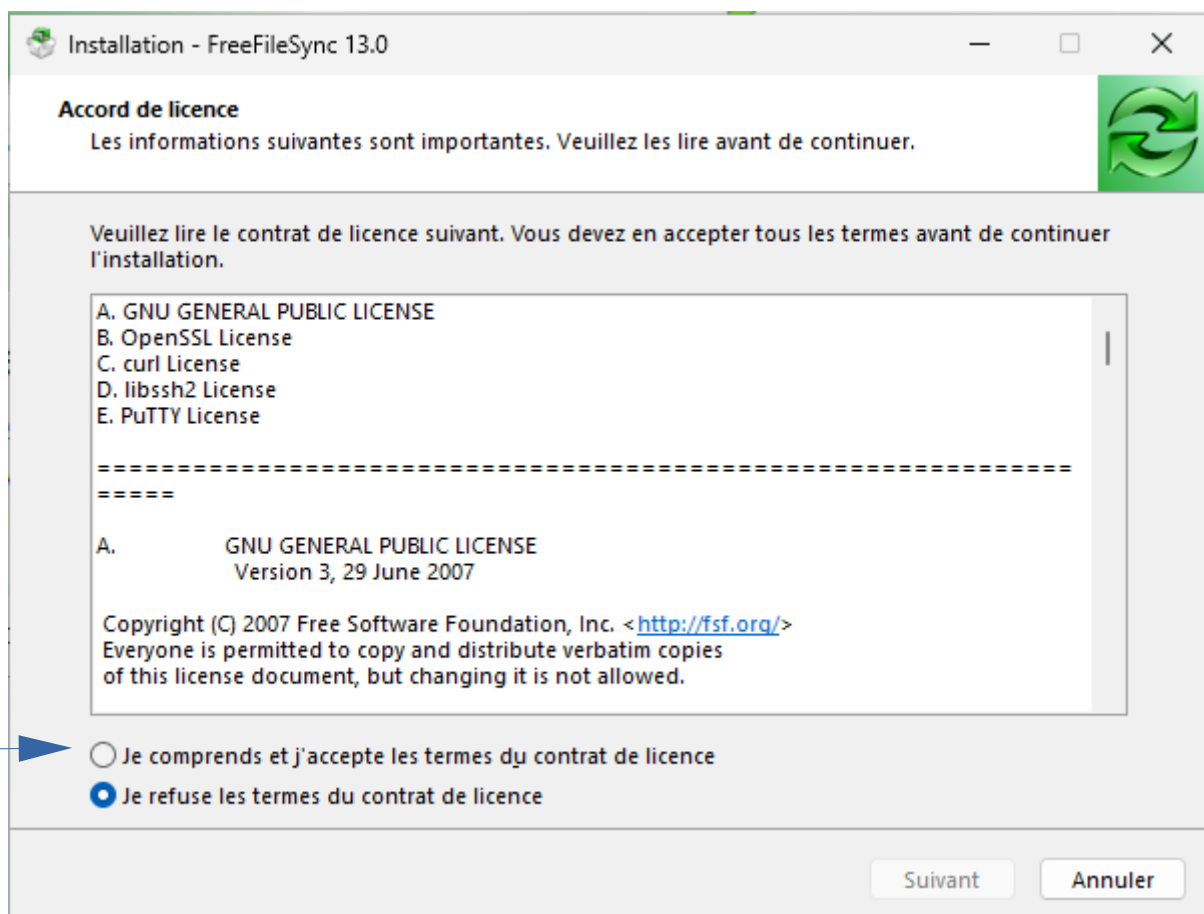 Installation - FreeFileSync 13.0
Accord de licence
Les informations suivantes sont importantes. Veuillez les lire avant de continuer.
Veuillez lire le contrat de licence suivant. Vous devez en accepter tous les termes avant de continuer
l'installation.
A. GNU GENERAL PUBLIC LICENSE
B. OpenSSL License
C. curl License
D. libssh2 License
E. PuTTY License
=============================================================
=====
A. GNU GENERAL PUBLIC LICENSE
Version 3, 29 June 2007
Copyright (C) 2007 Free Software Foundation, Inc. <http://fsf.org/>
Everyone is permitted to copy and distribute verbatim copies
of this license document, but changing it is not allowed.
Je comprends et j'accepte les termes du contrat de licence
Je refuse les termes du contrat de licence
Suivant Annuler